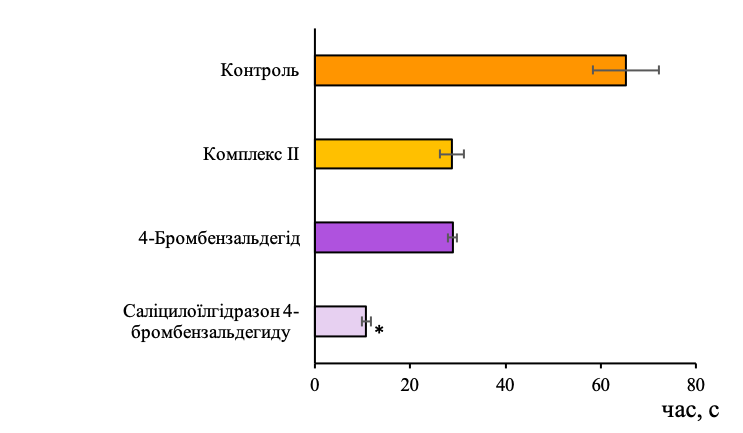 Контроль
Комплекс II
4-Бромбензальдегід
Саліцилоїлгідразон 4-
бромбензальдегиду
*
0 20 40 60 80
час, с